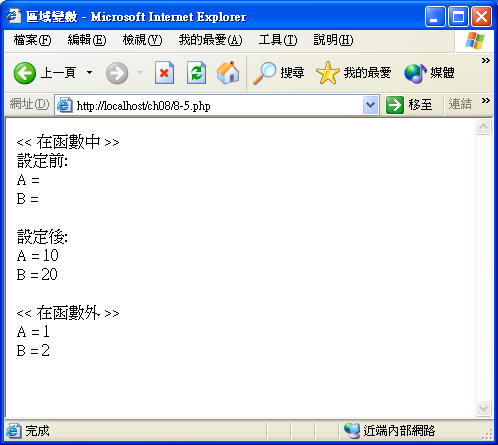 區域變數 - Microsoft Internet Explorer
檔案(F) 編輯(E) 檢視(V) 我的最愛(A) 工具(T) 說明(H)
上一頁 搜尋 我的最愛 媒體
網址(D) http://localhost/ch08/8-5.php 移至 連結
<< 在函數中 >>
設定前:
A =
B =
設定後:
A = 10
B = 20
<< 在函數外 >>
A = 1
B = 2
完成 近端內部網路